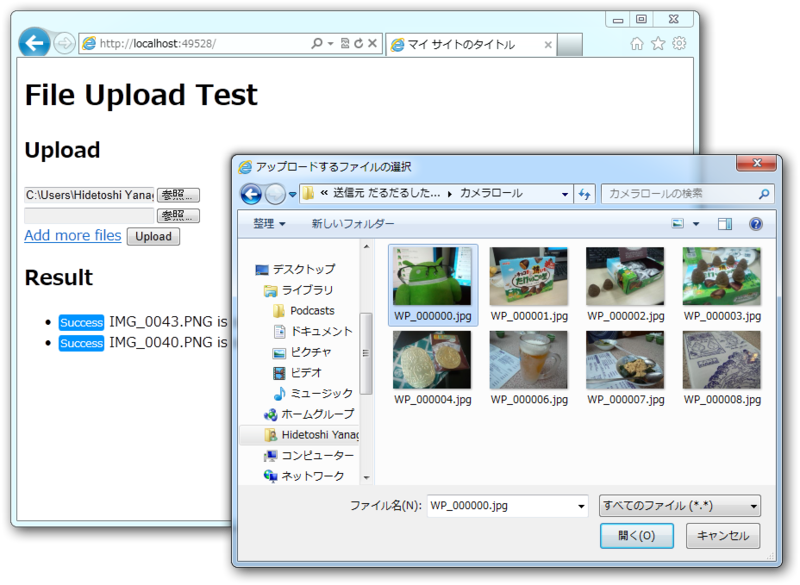 http://localhost:49528/
マイ サイトのタイトル
File Upload Test
Upload
C:\Users\Hidetoshi Yanag
参照...
参照...
Add more files
Upload
Result
Success IMG_0043.PNG is
Success IMG_0040.PNG is
アップロードするファイルの選択
« 送信元 だるだるした... ▸ カメラロール
カメラロールの検索
整理
新しいフォルダー
デスクトップ
ライブラリ
Podcasts
ドキュメント
ピクチャ
ビデオ
ミュージック
ホームグループ
Hidetoshi Yanag
コンピューター
ネットワーク
WP_000000.jpg
WP_000001.jpg
WP_000002.jpg
WP_000003.jpg
WP_000004.jpg
WP_000006.jpg
WP_000007.jpg
WP_000008.jpg
ファイル名(N):
WP_000000.jpg
すべてのファイル (*.*)
開く(O)
キャンセル